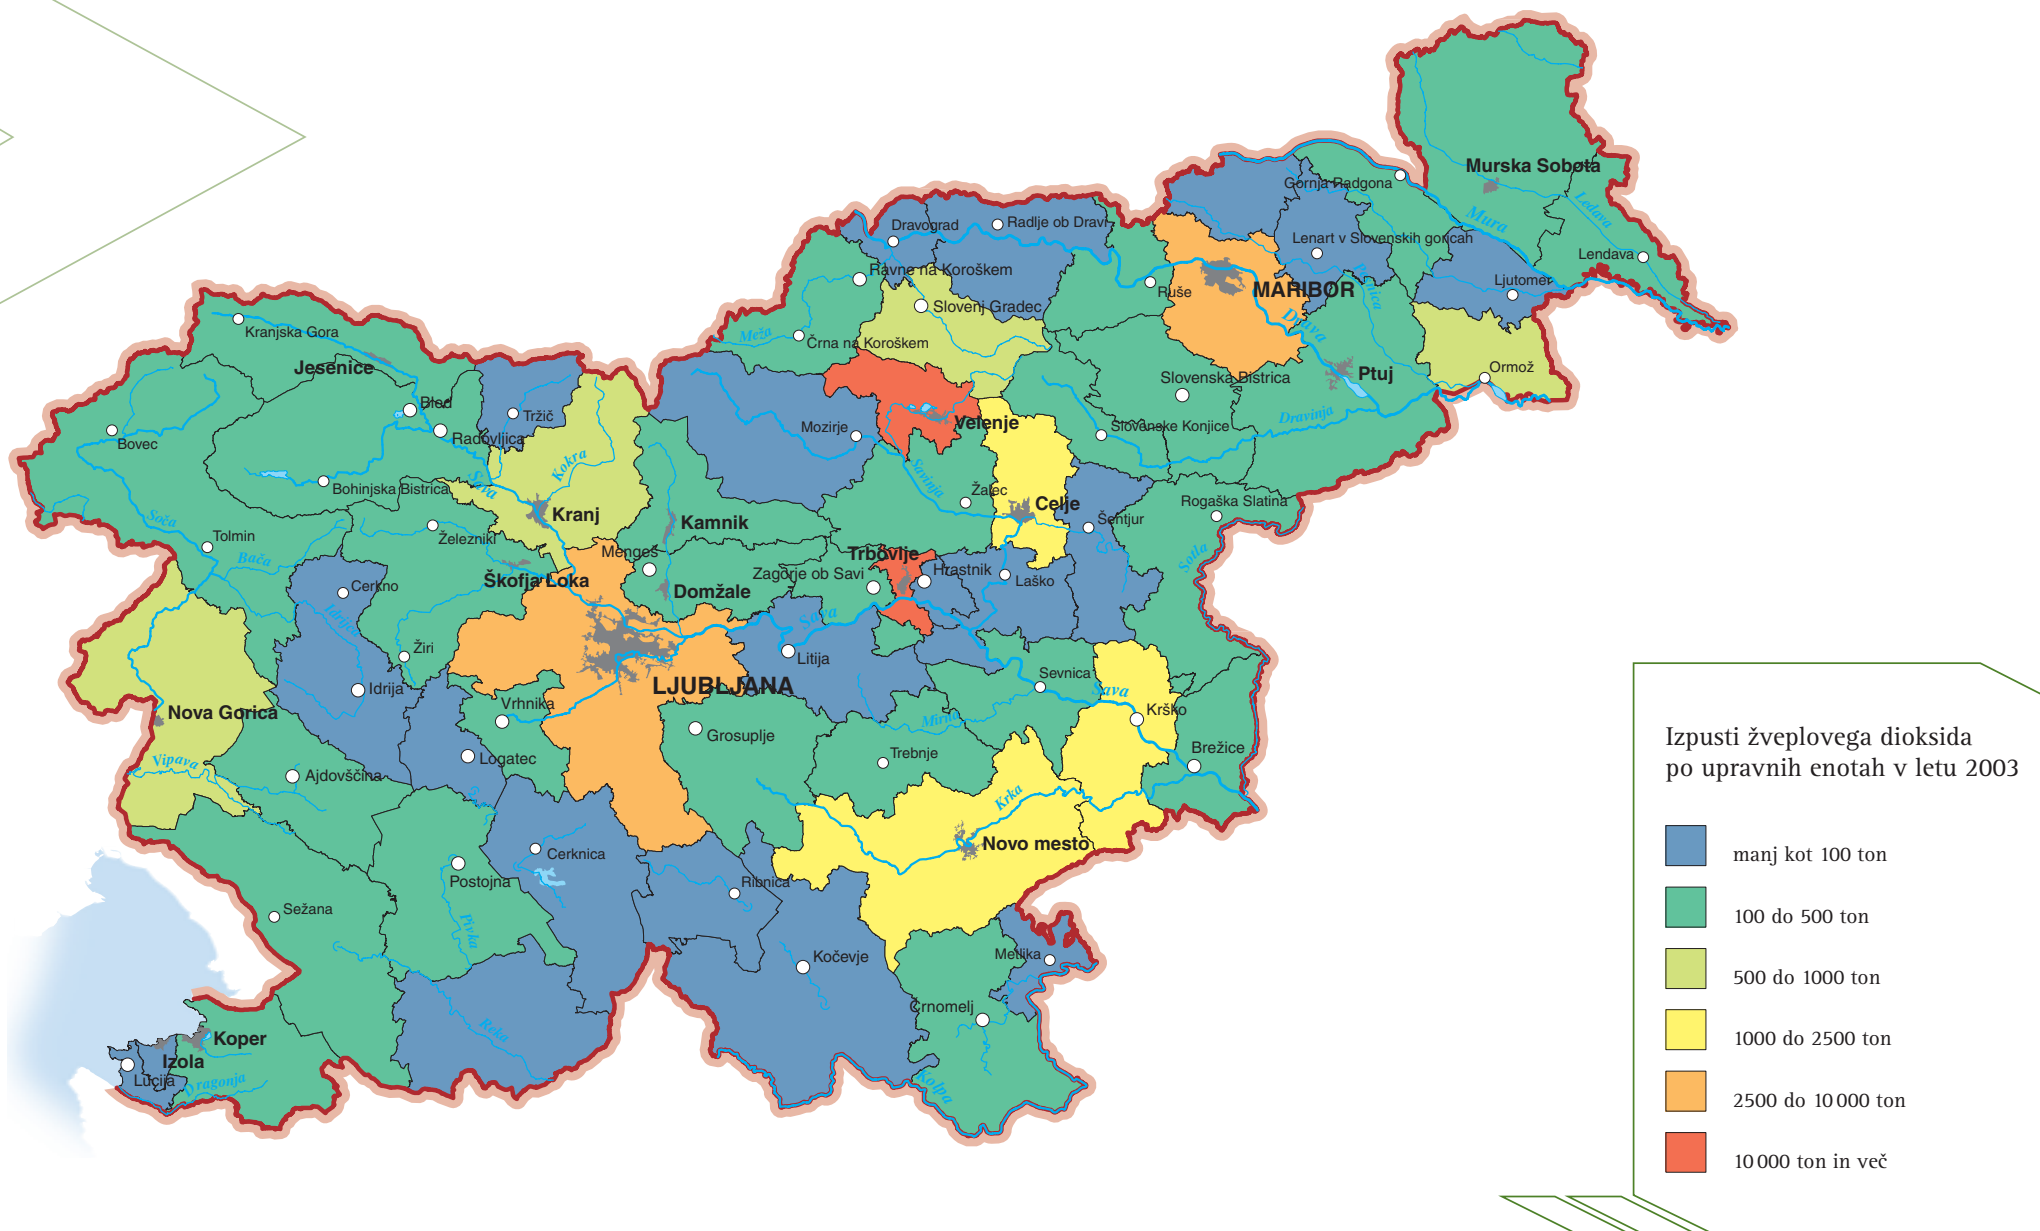 Murska Sobota
Gornja Radgona
Mura
Ledava
Dravograd
Radlje ob Dravi
Lenart v Slovenskih goricah
Lendava
Ravne na Koroškem
Pesnica
Ljutomer
Ruše
MARIBOR
Slovenj Gradec
Kranjska Gora
Meža
Črna na Koroškem
Drava
Jesenice
Ormož
Slovenska Bistrica
Ptuj
Bled
Tržič
Dravinja
Bovec
Radovljica
Mozirje
Velenje
Slovenske Konjice
Kokra
Savinja
Bohinjska Bistrica
Sava
Žalec
Rogaška Slatina
Celje
Kranj
Kamnik
Šentjur
Soča
Tolmin
Železniki
Mengeš
Trbovlje
Bača
Sotla
Škofja Loka
Zagorje ob Savi
Hrastnik
Laško
Cerkno
Domžale
Idrijca
Sava
Žiri
Litija
Sevnica
Idrija
LJUBLJANA
Sava
Vrhnika
Nova Gorica
Mirna
Krško
Grosuplje
Trebnje
Brežice
Vipava
Ajdovščina
Logatec
Krka
Novo mesto
Cerknica
Postojna
Ribnica
Sežana
Pivka
Metlika
Kočevje
Črnomelj
Reka
Koper
Izola
Lucija
Dragonja
Kolpa
Izpusti žveplovega dioksida
po upravnih enotah v letu 2003
manj kot 100 ton
100 do 500 ton
500 do 1000 ton
1000 do 2500 ton
2500 do 10 000 ton
10 000 ton in več